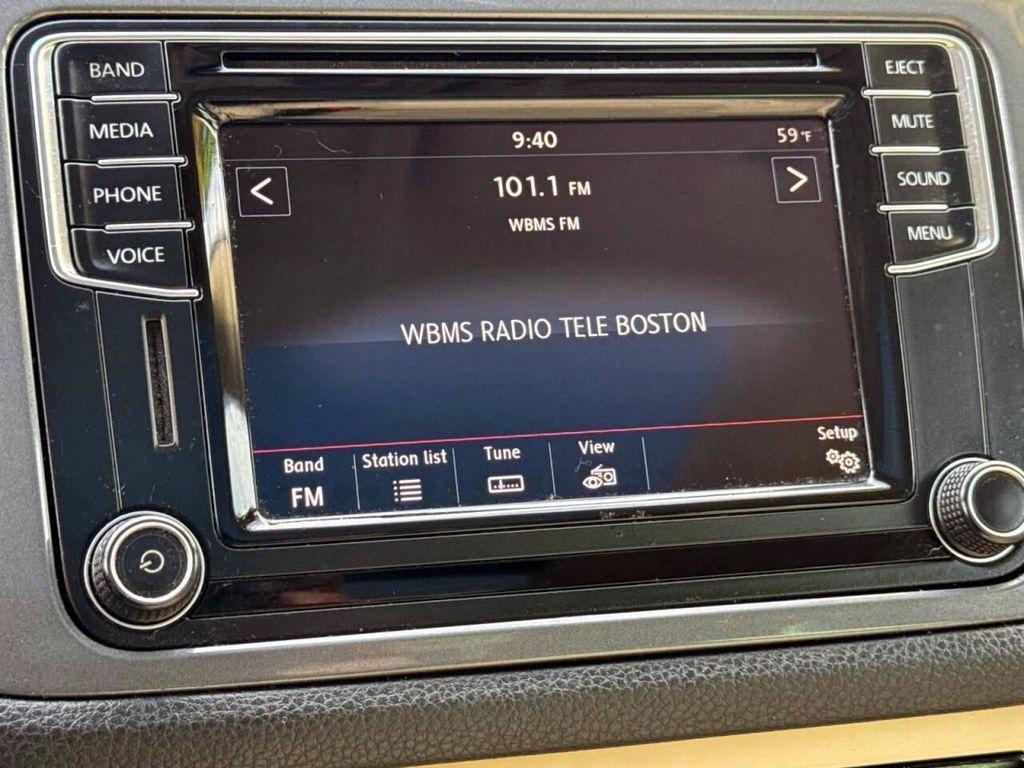 BAND
MEDIA
PHONE
VOICE
EJECT
MUTE
SOUND
MENU
9:40
59°F
<
101.1 FM
>
WBMS FM
WBMS RADIO TELE BOSTON
Band
FM
Station list
Tune
View
Setup